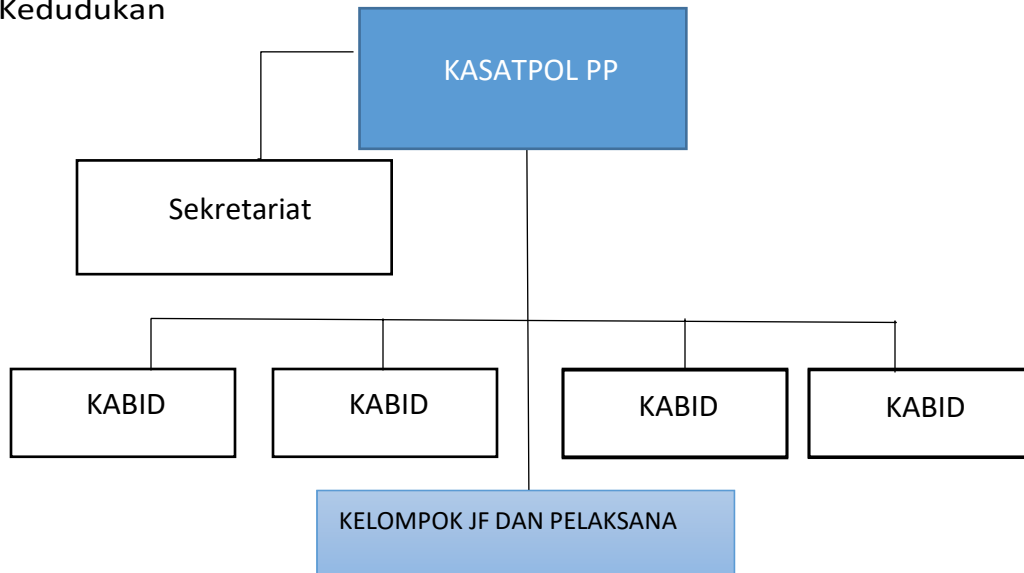 Kedudukan
KASATPOL PP
Sekretariat
KABID
KABID
KABID
KABID
KELOMPOK JF DAN PELAKSANA